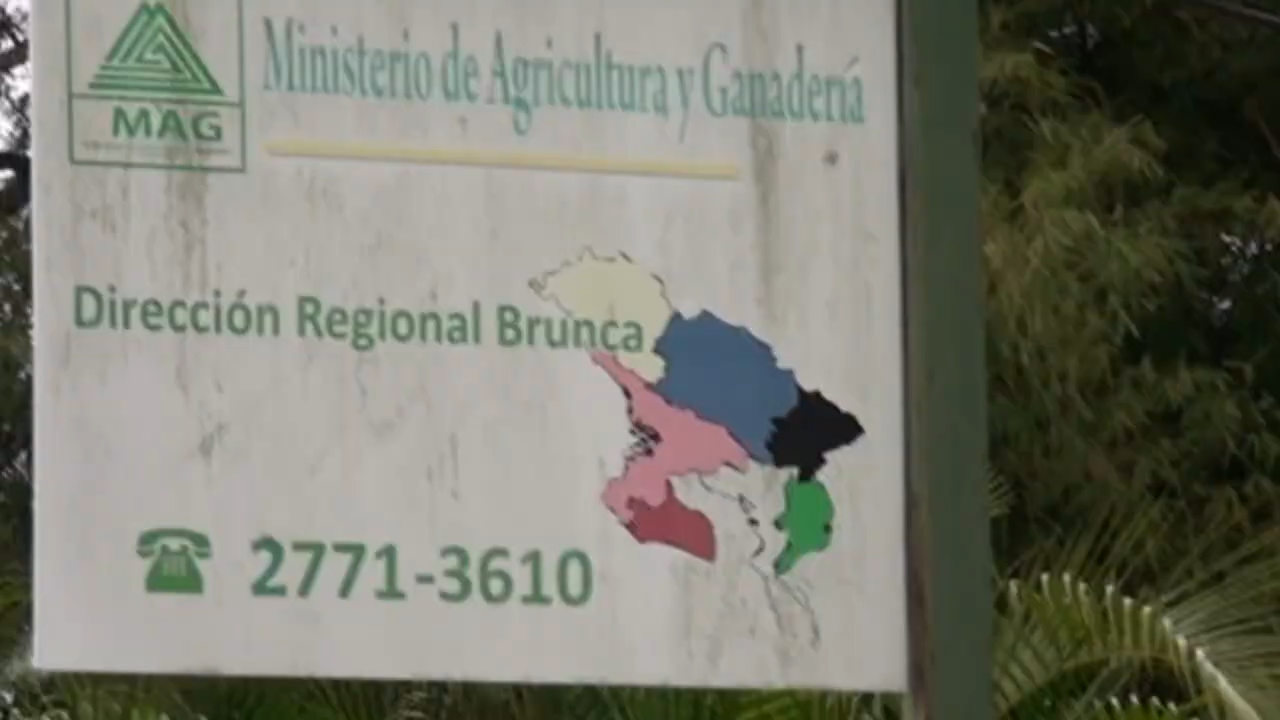 MAG
Ministerio de Agricultura y Ganadería
Dirección Regional Brunca
2771-3610